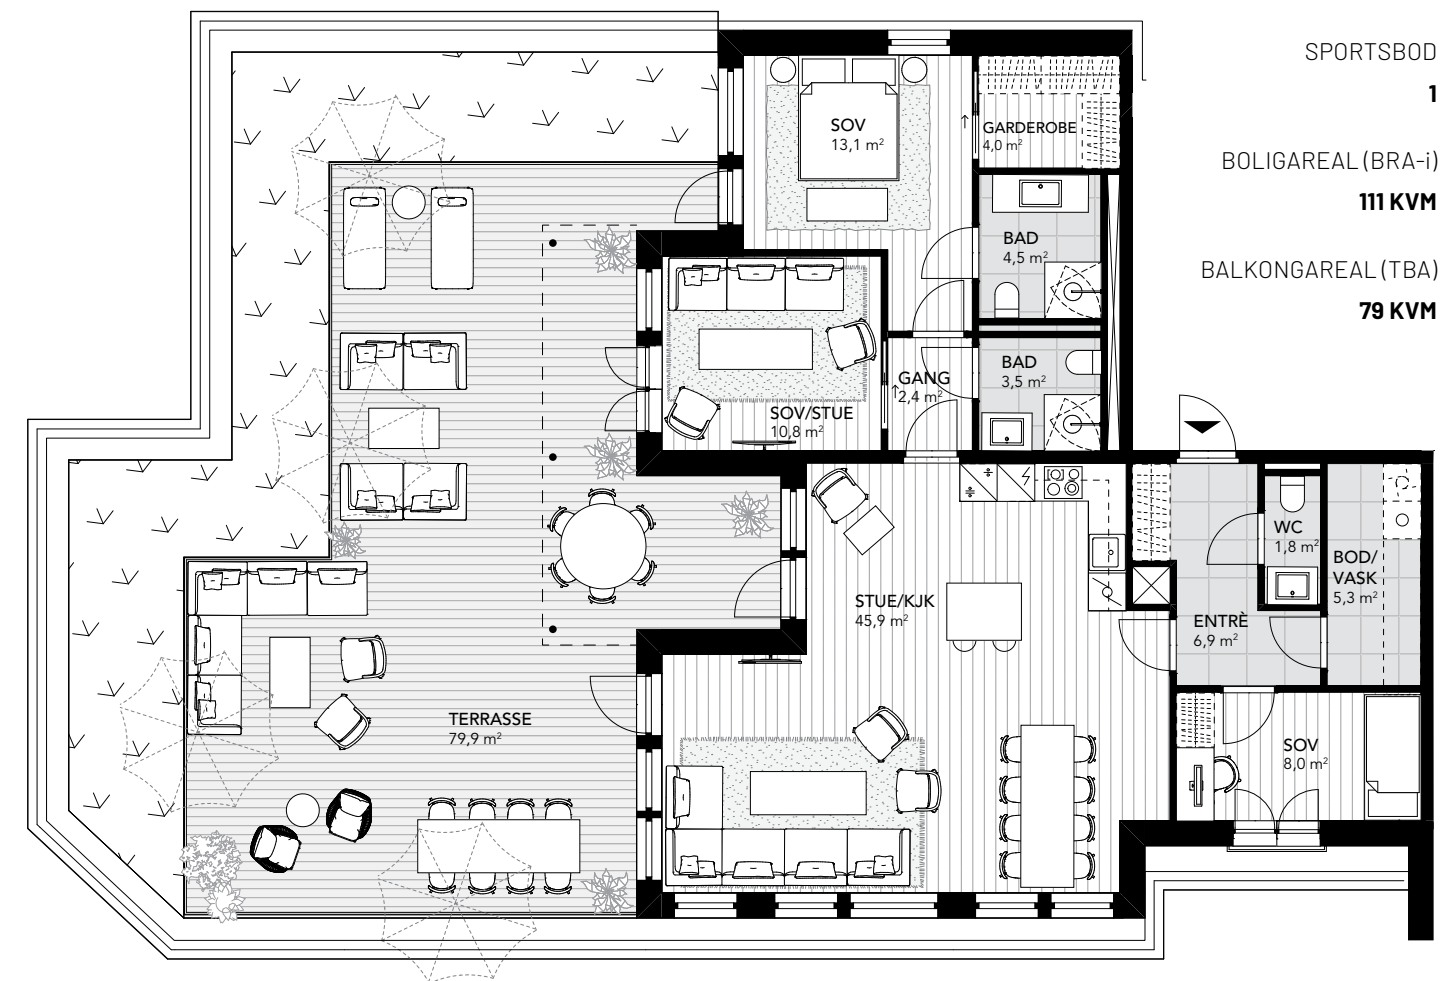 SPORTSBOD
1
BOLIGAREAL (BRA-i)
111 KVM
BALKONGAREAL (TBA)
79 KVM
SOV
13,1 m²
GARDEROBE
4,0 m²
BAD
4,5 m²
BAD
3,5 m²
GANG
2,4 m²
SOV/STUE
10,8 m²
WC
1,8 m²
BOD/
VASK
5,3 m²
STUE/KJK
45,9 m²
ENTRÈ
6,9 m²
TERRASSE
79,9 m²
SOV
8,0 m²